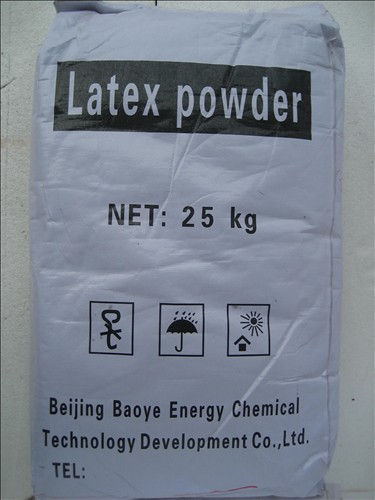 Latex powder
NET: 25 kg
Beijing Baoye Energy Chemical
Technology Development Co.,Ltd.
TEL: